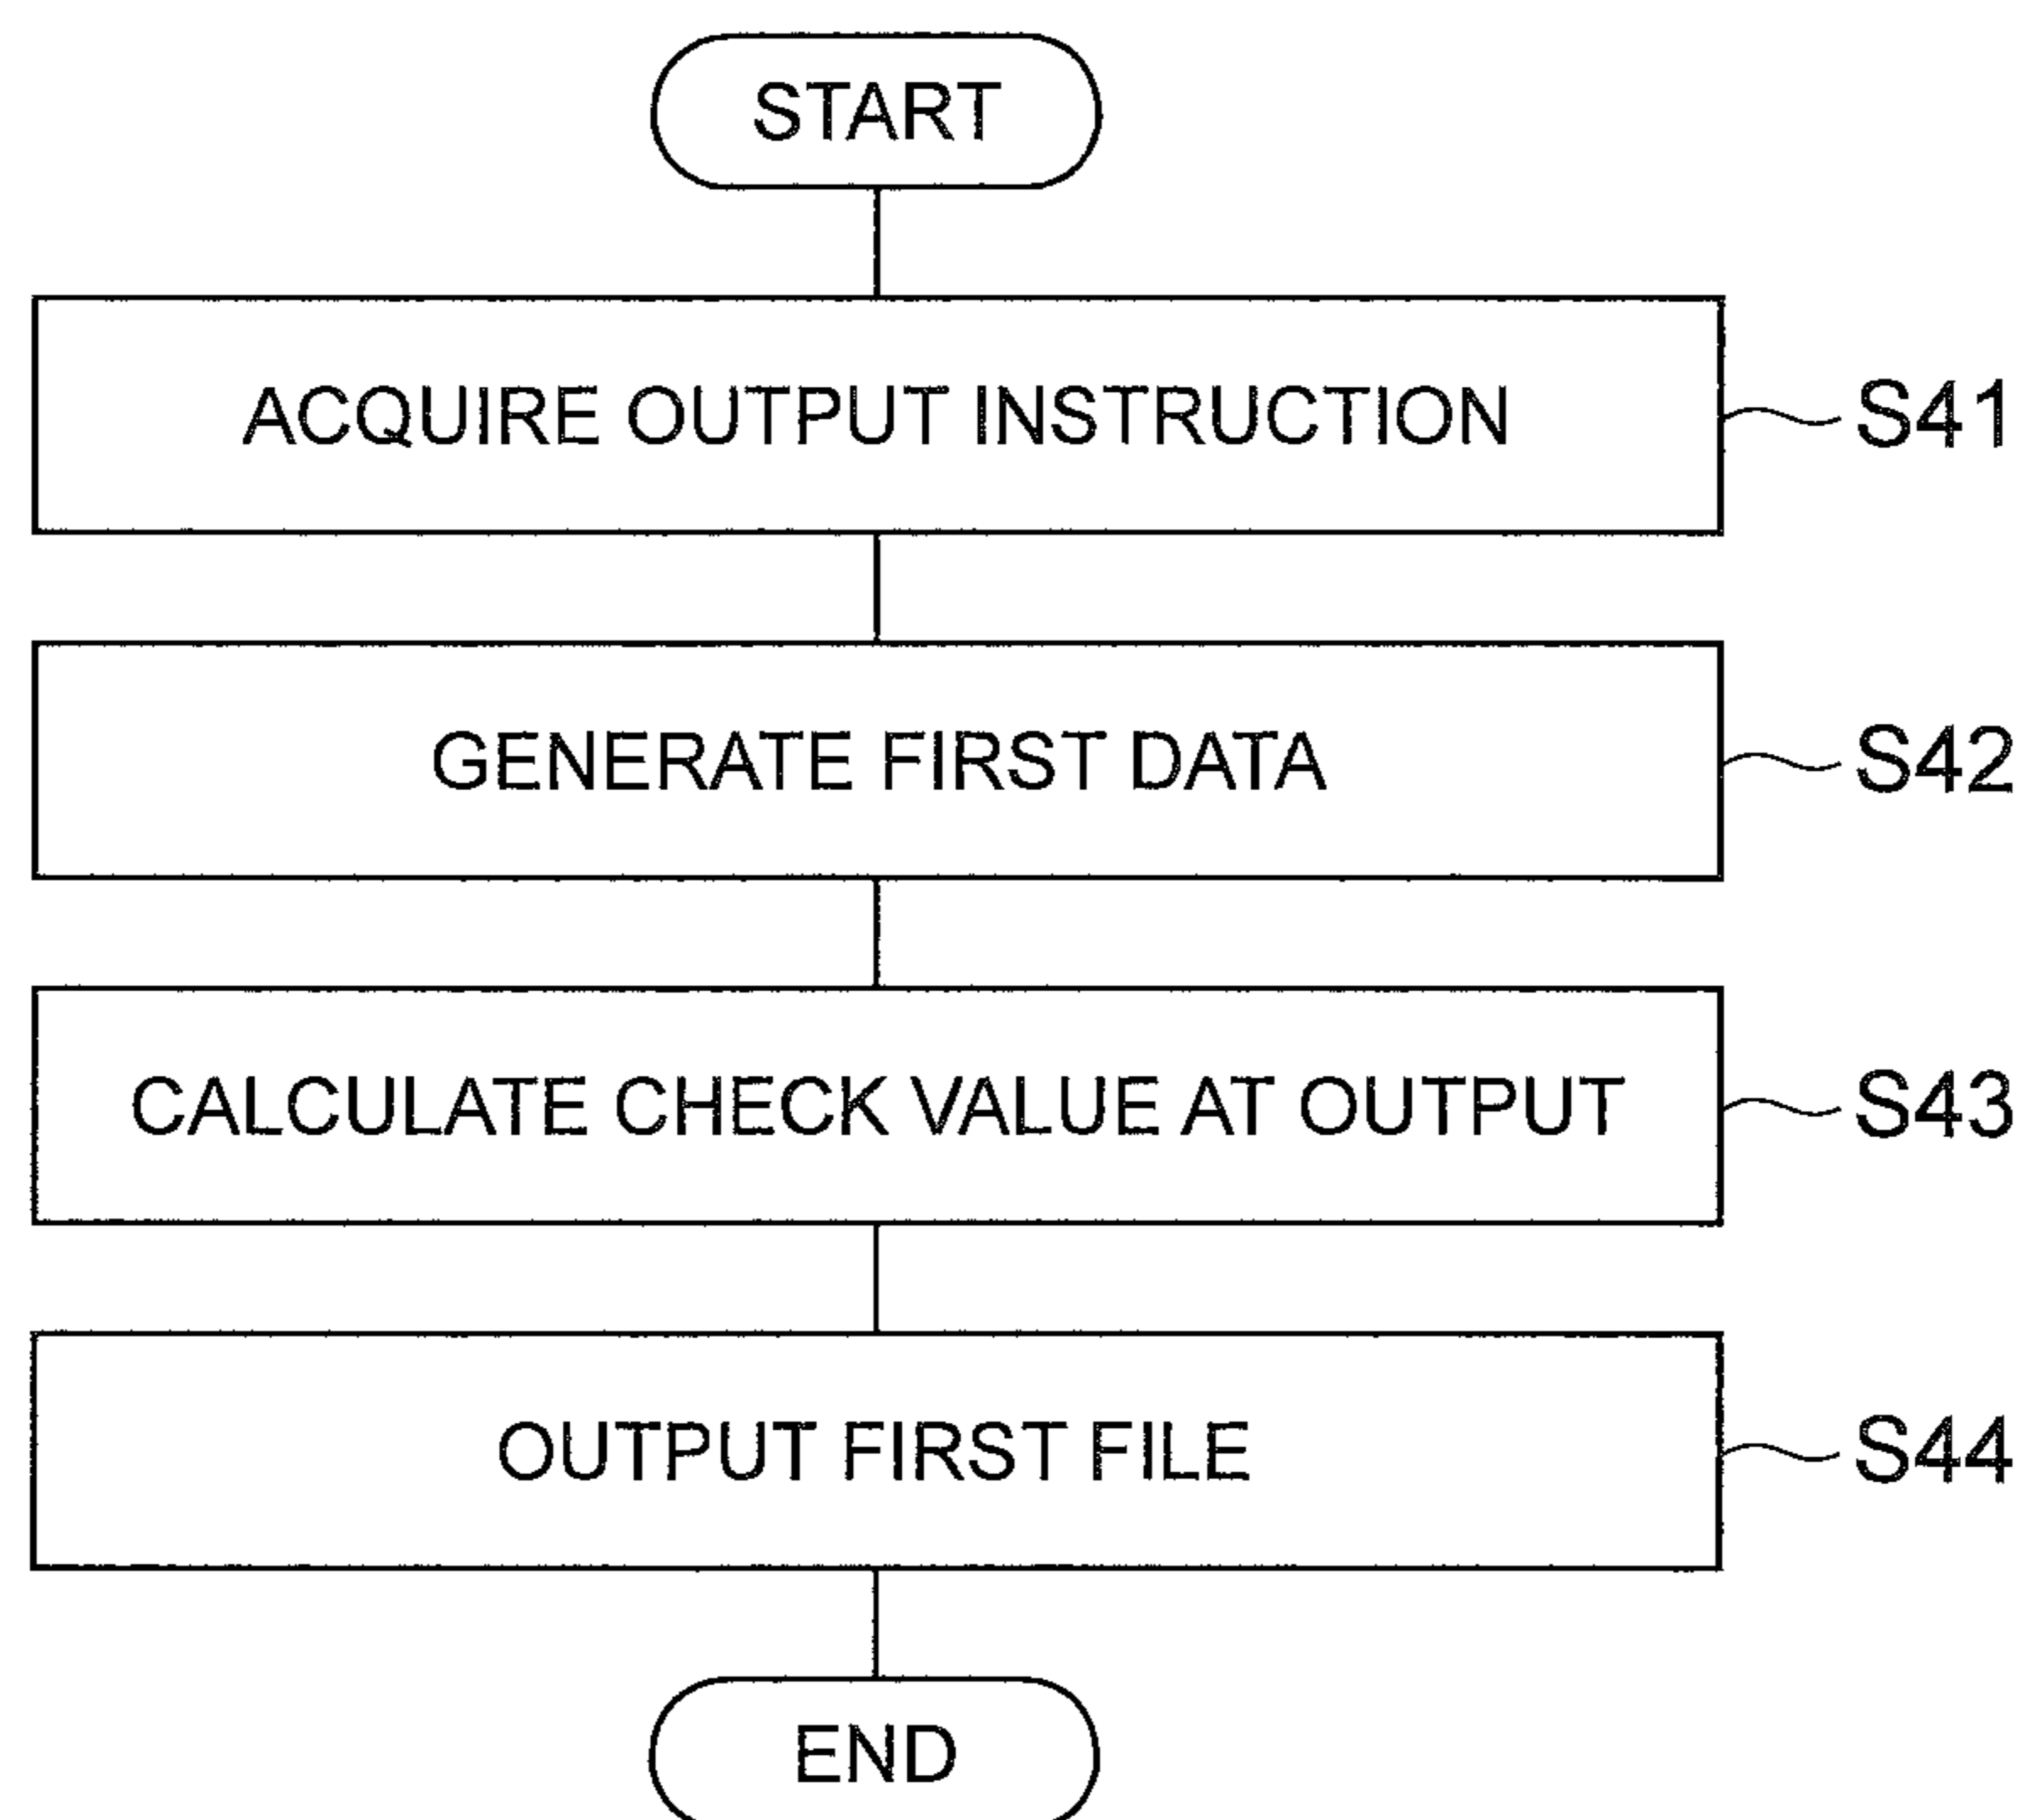 START
ACQUIRE OUTPUT INSTRUCTION S41
GENERATE FIRST DATA S42
CALCULATE CHECK VALUE AT OUTPUT S43
OUTPUT FIRST FILE S44
END